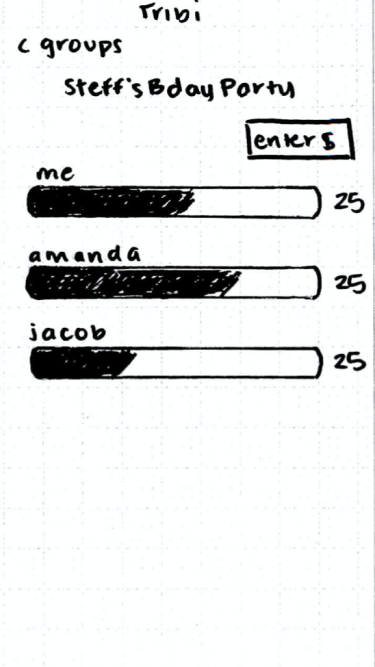 Tribi
< groups
Steff's Bday Party
enter $
me
25
amanda
25
jacob
25